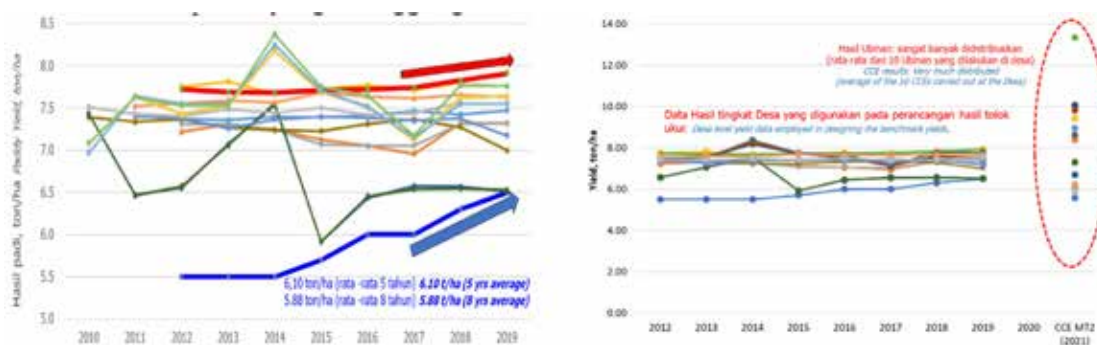 8.5
8.0
7.5
7.0
6.5
6.0
5.5
5.0
Hasil padi, ton/ha Paddy Yield, ton/ha
6,10 ton/ha (rata -rata 5 tahun) 6.10 t/ha (5 yrs average)
5.88 ton/ha (rata -rata 8 tahun) 5.88 t/ha (8 yrs average)
2010 2011 2012 2013 2014 2015 2016 2017 2018 2019
14.00
12.00
10.00
8.00
6.00
4.00
2.00
0.00
Yield, ton/ha
Hasil Ubinan: sangat banyak didistribusikan
(rata-rata dari 10 Ubinan yang dilakukan di desa)
CCE results: Very much distributed
(average of the 10 CCEs carried out at the Desa)
Data Hasil tingkat Desa yang digunakan pada perancangan hasil tolok
ukur. Desa level yield data employed in designing the benchmark yields.
2012 2013 2014 2015 2016 2017 2018 2019 2020 CCE MT2
(2021)